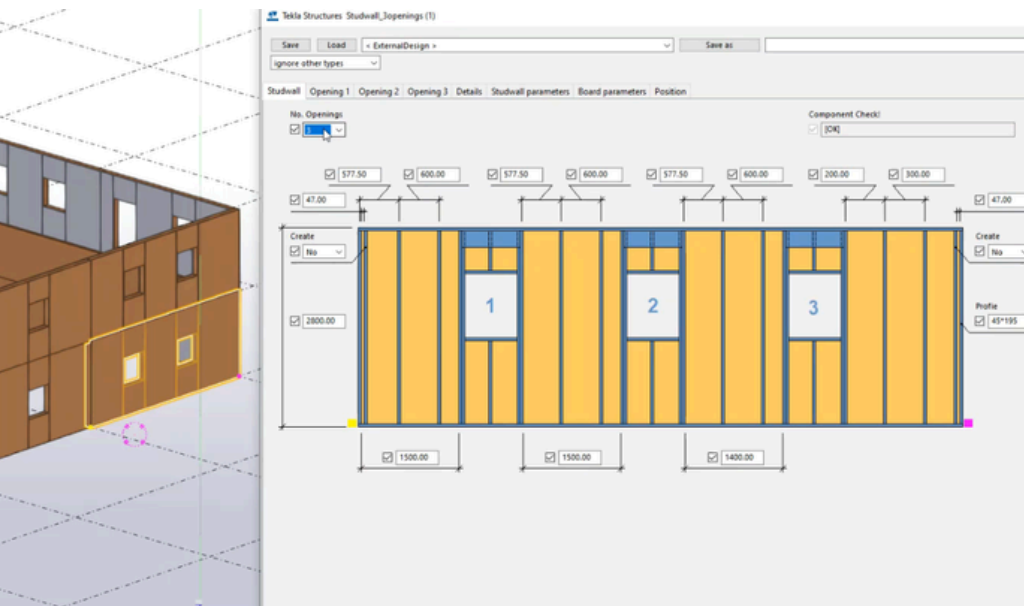 Tekla Structures Studwall_3openings (1)
Save Load < ExternalDesign > Save as
ignore other types
Studwall Opening 1 Opening 2 Opening 3 Details Studwall parameters Board parameters Position
No. Openings Component Check!
3 [OK]
577.50 600.00 577.50 600.00 577.50 600.00 200.00 300.00
47.00 47.00
Create Create
No No
1 2 3
Profile
2800.00 45*195
1500.00 1500.00 1400.00